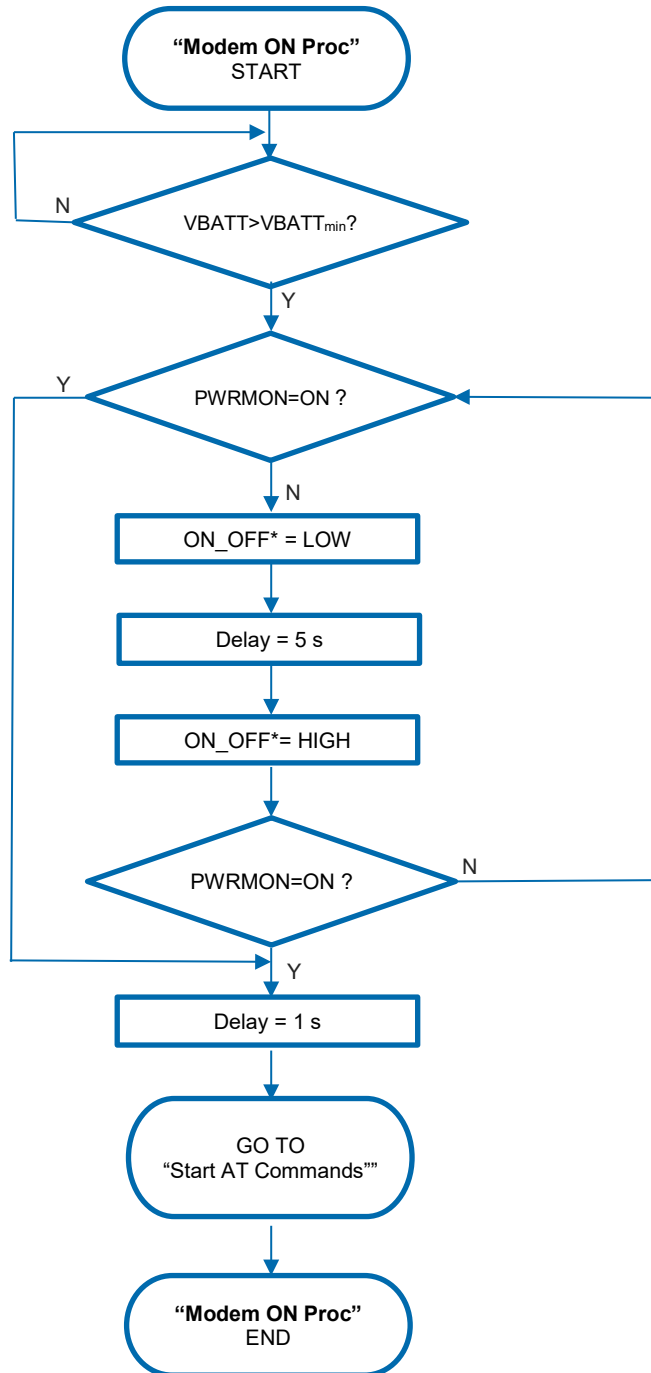 “Modem ON Proc”
START
N
VBATT>VBATTmin?
Y
Y
PWRMON=ON ?
N
ON_OFF* = LOW
Delay = 5 s
ON_OFF*= HIGH
PWRMON=ON ?
N
Y
Delay = 1 s
GO TO
“Start AT Commands””
“Modem ON Proc”
END